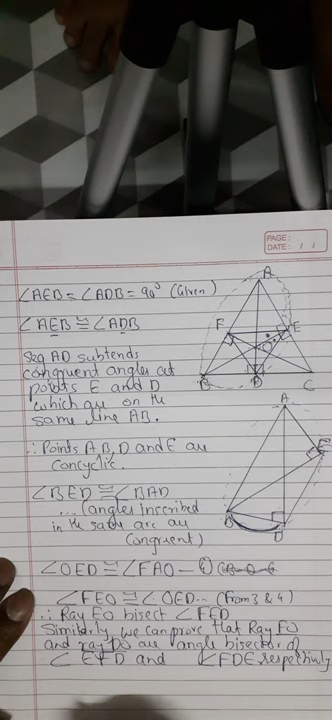 PAGE:
DATE: / /
∠AEB = ∠ADB = 90° (Given)
∠AEB ≅ ∠ADB
seg AD subtends
congruent angles at
points E and D
which are on the
same line AB.
∴ Points A, B, D and E are
concyclic.
∠BED ≅ ∠BAD
... (angles inscribed
in the same arc are
congruent)
∠OED ≅ ∠FAO —
∠FEO ≅ ∠OED... (from 3 & 4)
∴ Ray EO bisect ∠FED
Similarly we can prove that Ray FO
and ray DO are angle bisector of
∠EFD and ∠FDE respectively
A
F
E
O
B
D
C
A
E
B
D